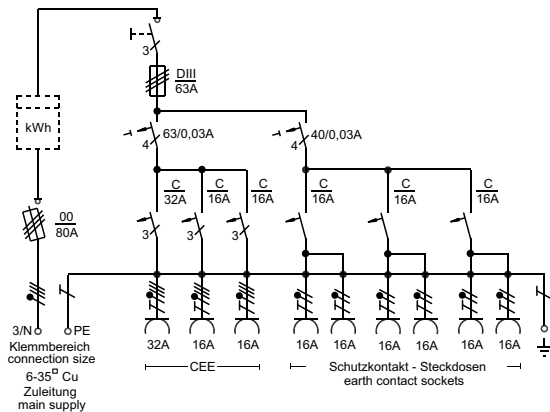 3
DIII
63A
kWh
63/0,03A
4
40/0,03A
4
C
32A
C
16A
C
16A
C
16A
C
16A
C
16A
00
80A
3
3
3
3/N
PE
32A
16A
16A
16A
16A
16A
16A
16A
16A
Klemmbereich
connection size
6-35□ Cu
Zuleitung
main supply
CEE
Schutzkontakt - Steckdosen
earth contact sockets